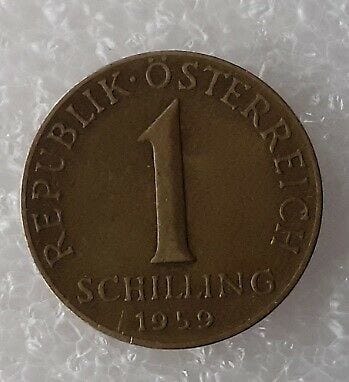 REPUBLIK · ÖSTERREICH
1
SCHILLING
1959